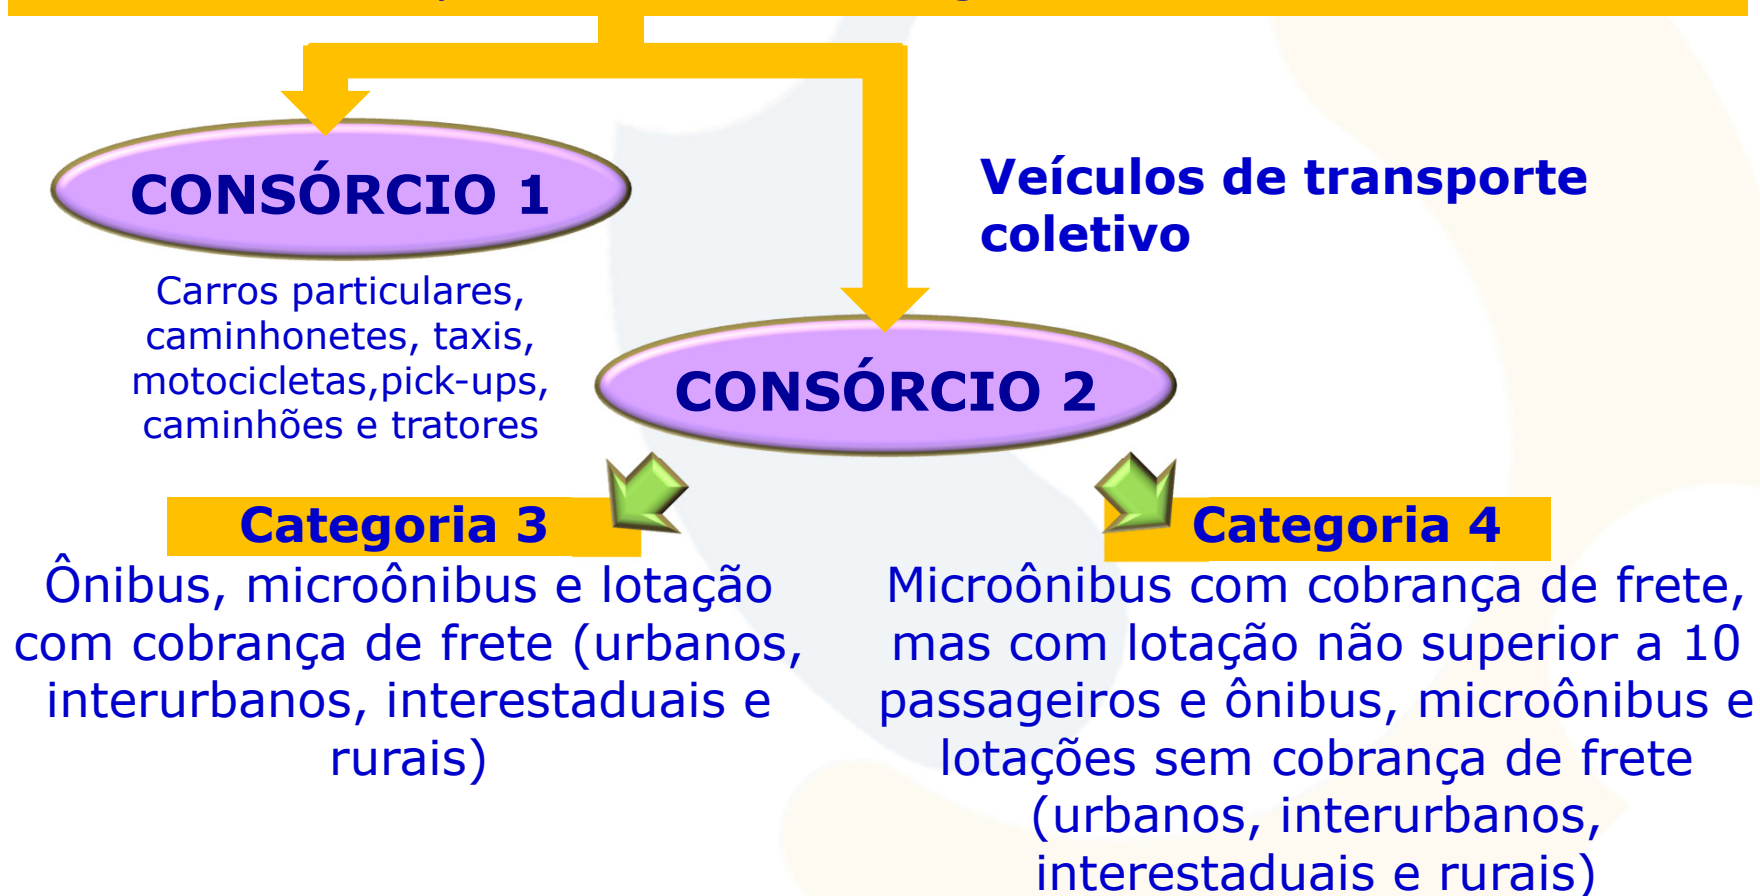 CONSÓRCIO 1
Carros particulares,
caminhonetes, taxis,
motocicletas,pick-ups,
caminhões e tratores
Veículos de transporte
coletivo
CONSÓRCIO 2
Categoria 3
Ônibus, microônibus e lotação
com cobrança de frete (urbanos,
interurbanos, interestaduais e
rurais)
Categoria 4
Microônibus com cobrança de frete,
mas com lotação não superior a 10
passageiros e ônibus, microônibus e
lotações sem cobrança de frete
(urbanos, interurbanos,
interestaduais e rurais)